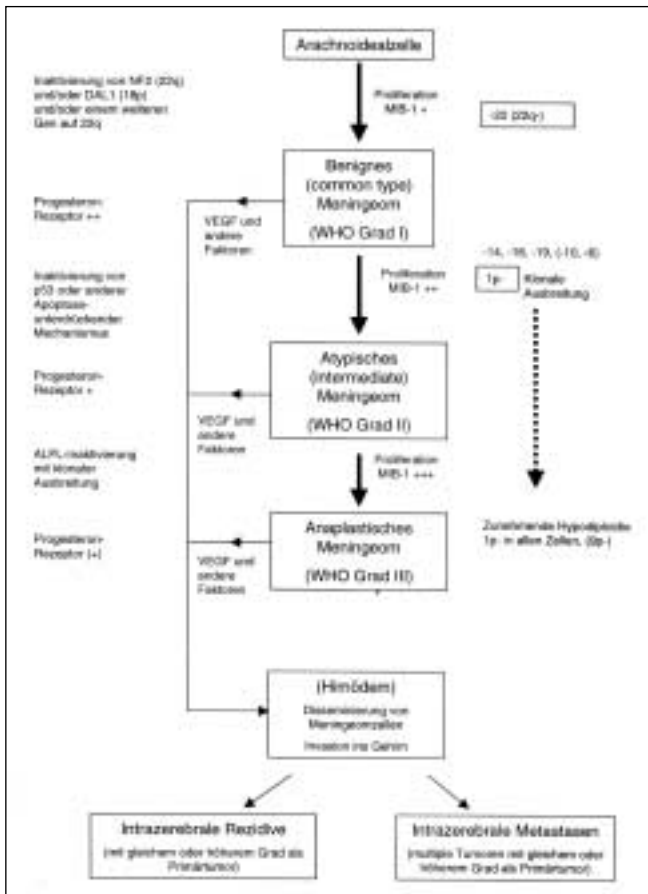 Arachnoidealzelle
Inaktivierung von NF2 (22q)
und/oder DAL1 (18p)
und/oder einem weiteren
Gen auf 22q
Proliferation
MIB-1 +
-22 (22q-)
Benignes
(common type)
Meningeom
(WHO Grad I)
Progesteron-
Rezeptor ++
VEGF und
andere
Faktoren
Inaktivierung von
p53 oder anderer
Apoptose-
unterdrückender
Mechanismus
Proliferation
MIB-1 ++
-14, -18, -19, (-10, -6)
1p-
Klonale
Ausbreitung
Atypisches
(intermediate)
Meningeom
(WHO Grad II)
Progesteron-
Rezeptor +
VEGF und
andere
Faktoren
ALPL-Inaktivierung
mit klonaler
Ausbreitung
Proliferation
MIB-1 +++
Anaplastisches
Meningeom
(WHO Grad III)
Progesteron-
Rezeptor (+)
VEGF und
andere
Faktoren
Zunehmende Hypodiploidie
1p- in allen Zellen, (9p-)
(Hirnödem)
Disseminierung von
Meningeomzellen
Invasion ins Gehirn
Intrazerebrale Rezidive
(mit gleichem oder höherem Grad als
Primärtumor)
Intrazerebrale Metastasen
(multiple Tumoren mit gleichem oder
höherem Grad als Primärtumor)